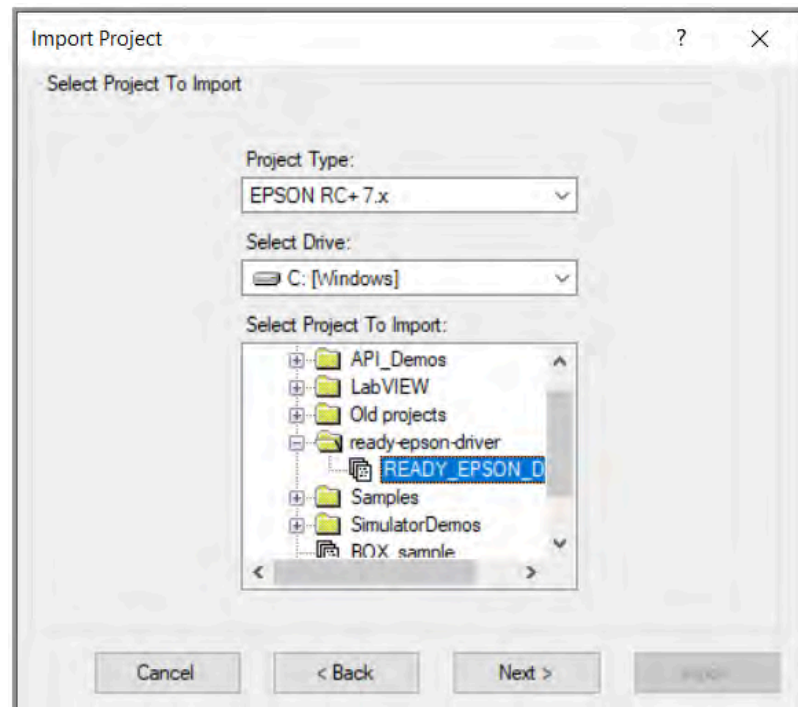 Import Project
?
Select Project To Import
Project Type:
EPSON RC+ 7.x
Select Drive:
C: [Windows]
Select Project To Import:
API_Demos
LabVIEW
Old projects
ready-epson-driver
READY_EPSON_D
Samples
SimulatorDemos
BOX_sample
Cancel
< Back
Next >